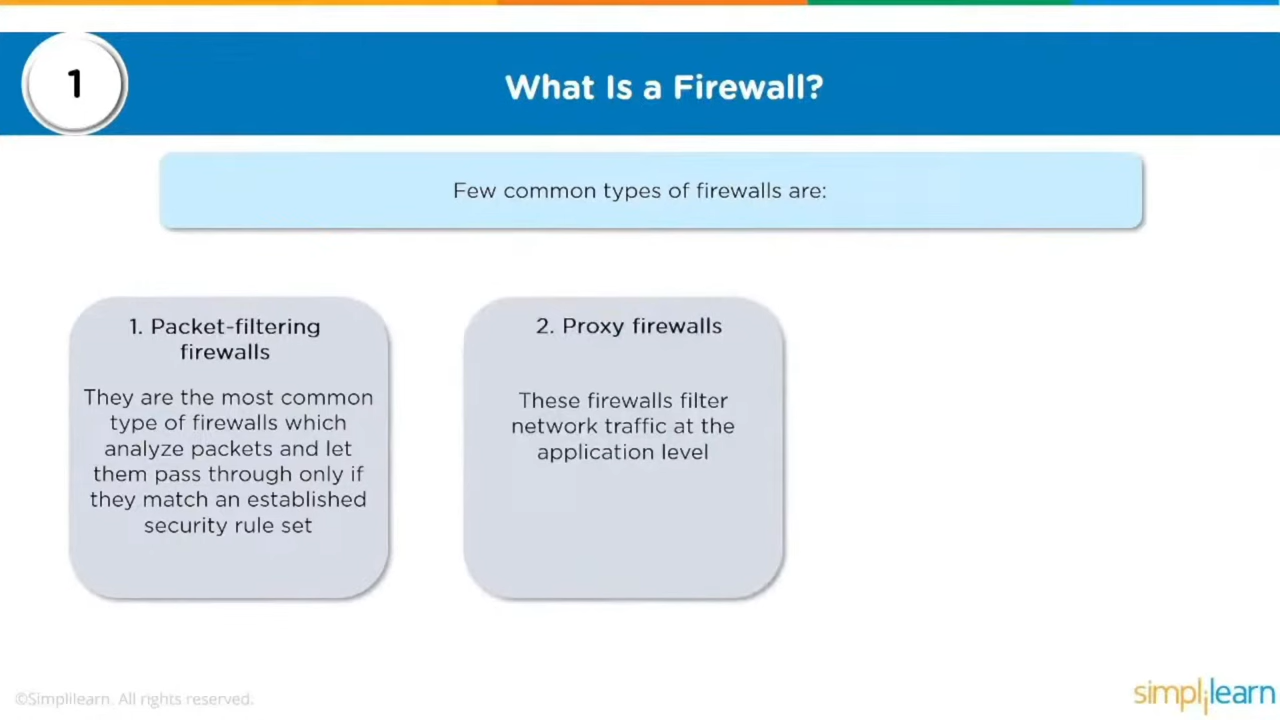 1
What Is a Firewall?
Few common types of firewalls are:
1. Packet-filtering
firewalls
They are the most common
type of firewalls which
analyze packets and let
them pass through only if
they match an established
security rule set
2. Proxy firewalls
These firewalls filter
network traffic at the
application level
©Simplilearn. All rights reserved.
simplilearn